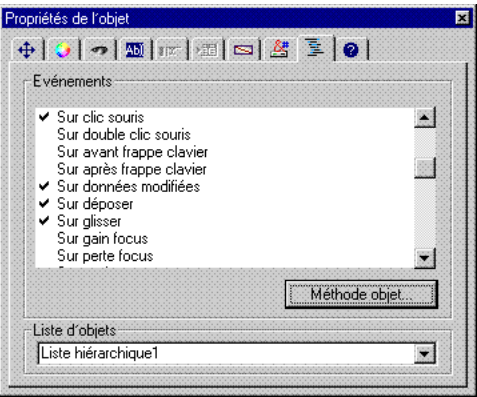 Propriétés de l'objet
Evénements
Sur clic souris
Sur double clic souris
Sur avant frappe clavier
Sur après frappe clavier
Sur données modifiées
Sur déposer
Sur glisser
Sur gain focus
Sur perte focus
Méthode objet...
Liste d'objets
Liste hiérarchique1